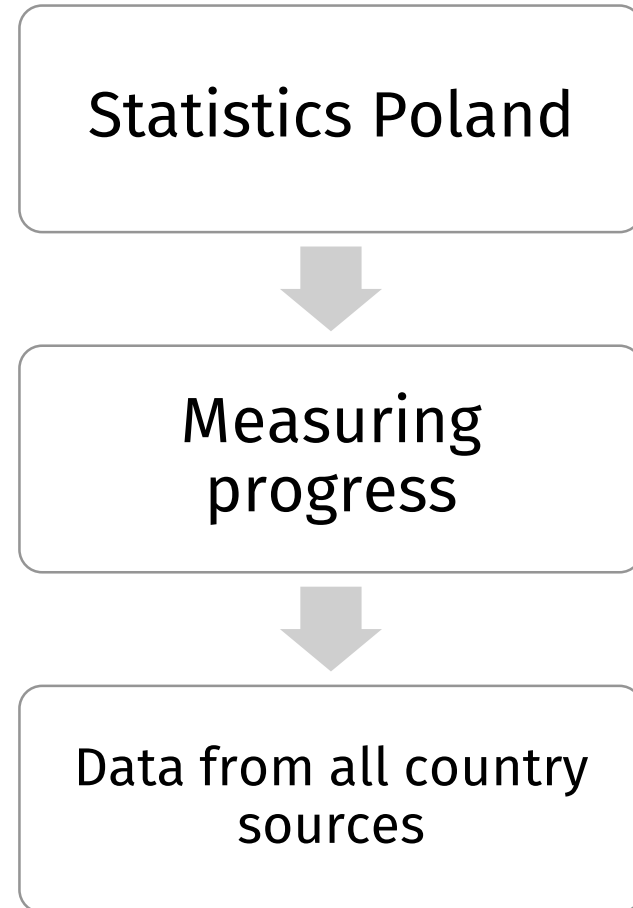 Statistics Poland
Measuring
progress
Data from all country
sources